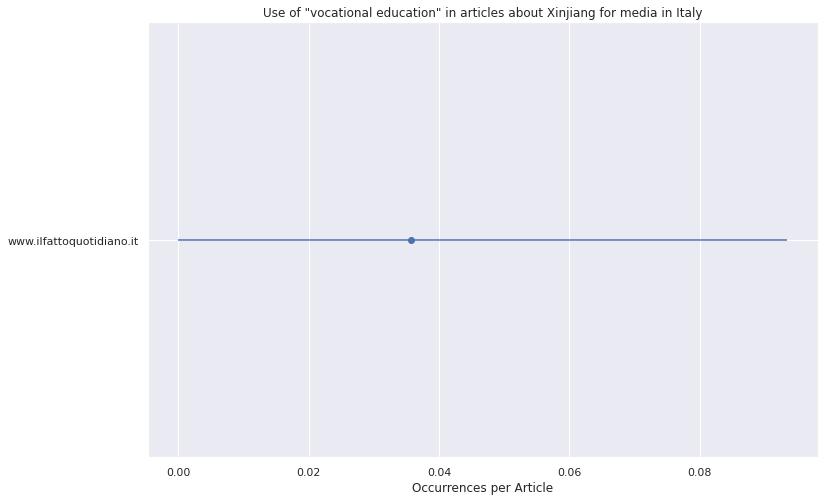 Use of "vocational education" in articles about Xinjiang for media in Italy
www.ilfattoquotidiano.it
0.00 0.02 0.04 0.06 0.08
Occurrences per Article